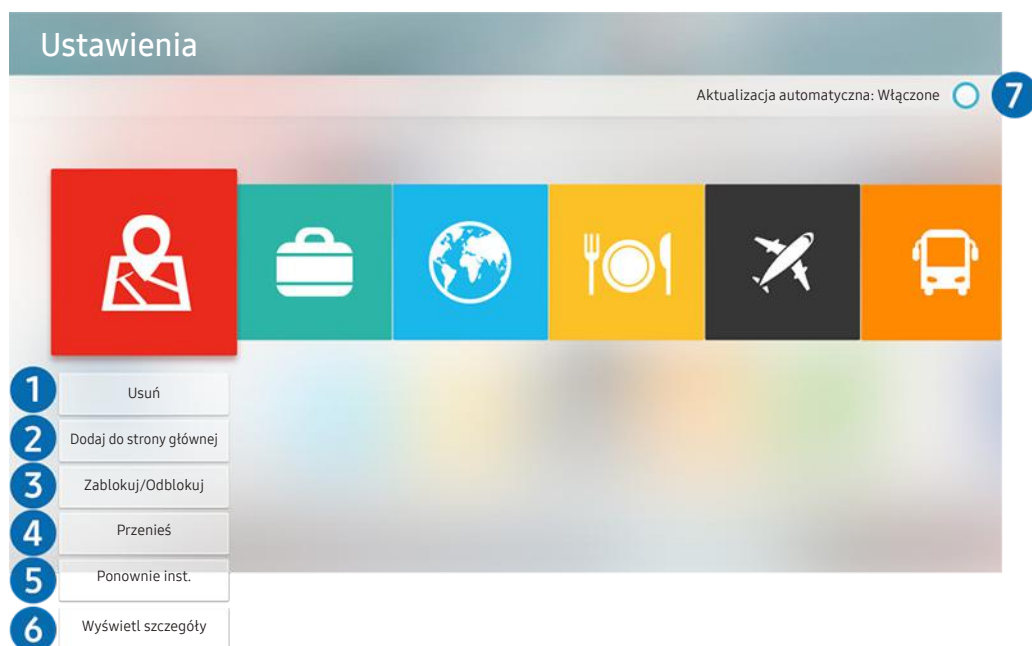 Ustawienia
Aktualizacja automatyczna: Włączone
7
1
Usuń
2
Dodaj do strony głównej
3
Zablokuj/Odblokuj
4
Przenieś
5
Ponownie inst.
6
Wyświetl szczegóły